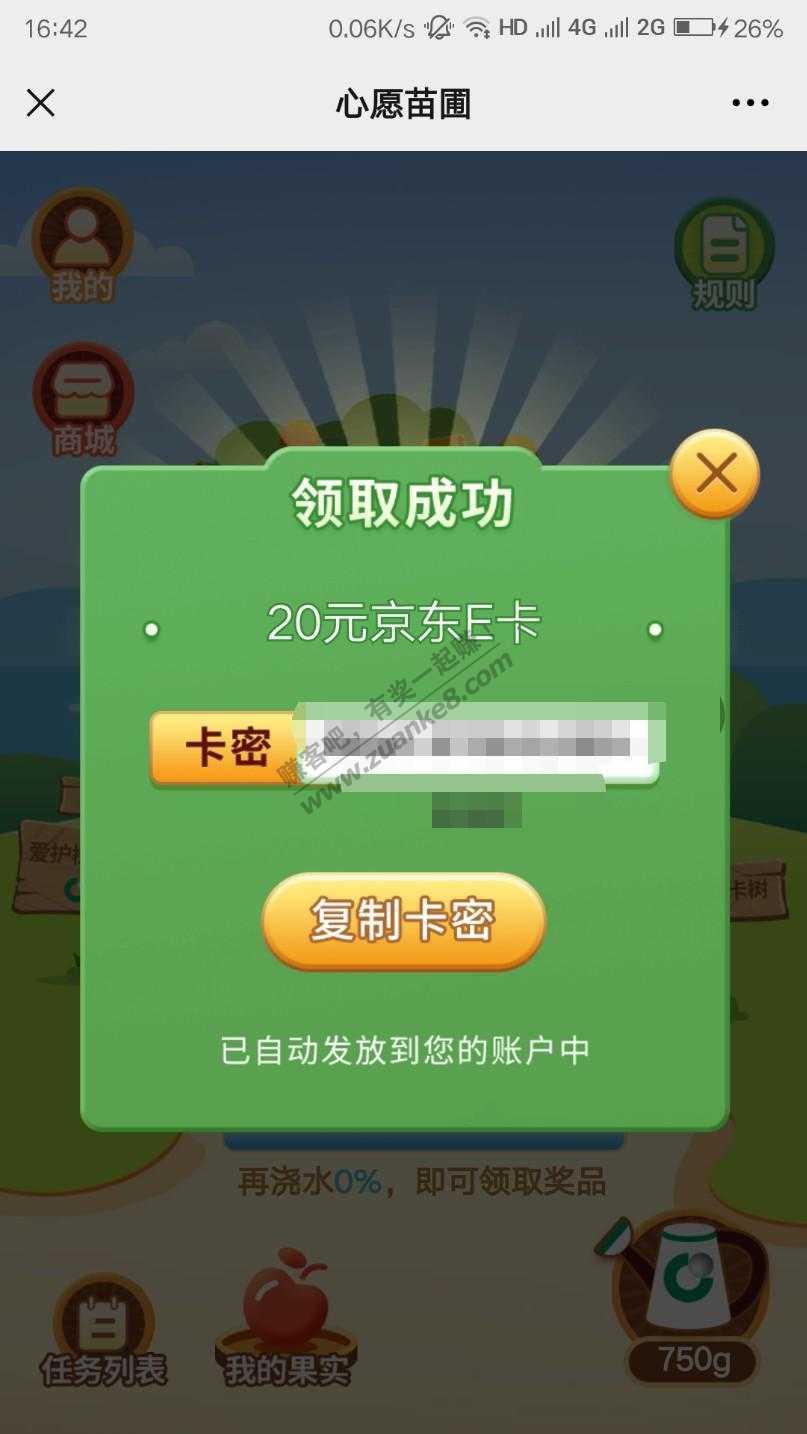 16:42
0.06K/s HD 4G 2G 26%
心愿苗圃
我的
规则
商城
领取成功
20元京东E卡
赚客吧，有奖一起赚！
www.zuanke8.com
卡密
爱护
卡树
复制卡密
已自动发放到您的账户中
再浇水0%，即可领取奖品
任务列表
我的果实
750g